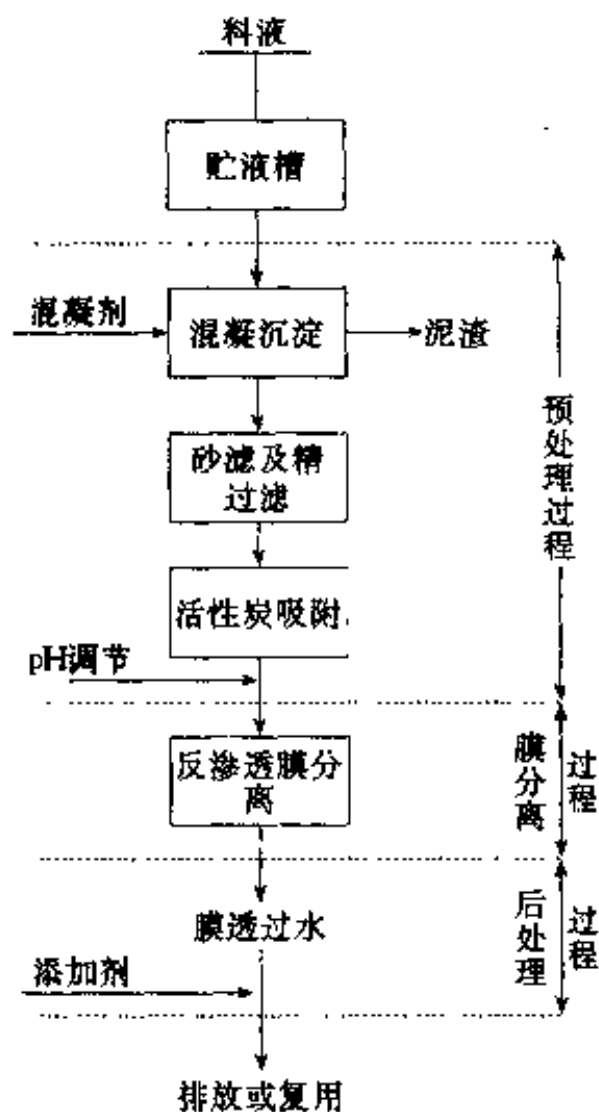 料液
贮液槽
混凝剂
混凝沉淀
泥渣
砂滤及精
过滤
活性炭吸附
pH调节
预处理过程
反渗透膜分
离
膜分离
过程
膜透过水
添加剂
后处理
过程
排放或复用